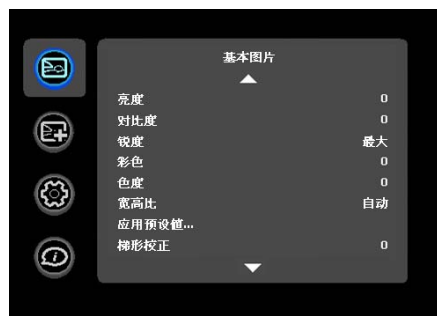 基本图片
亮度 0
对比度 0
锐度 最大
彩色 0
色度 0
宽高比 自动
应用预设值...
梯形校正 0